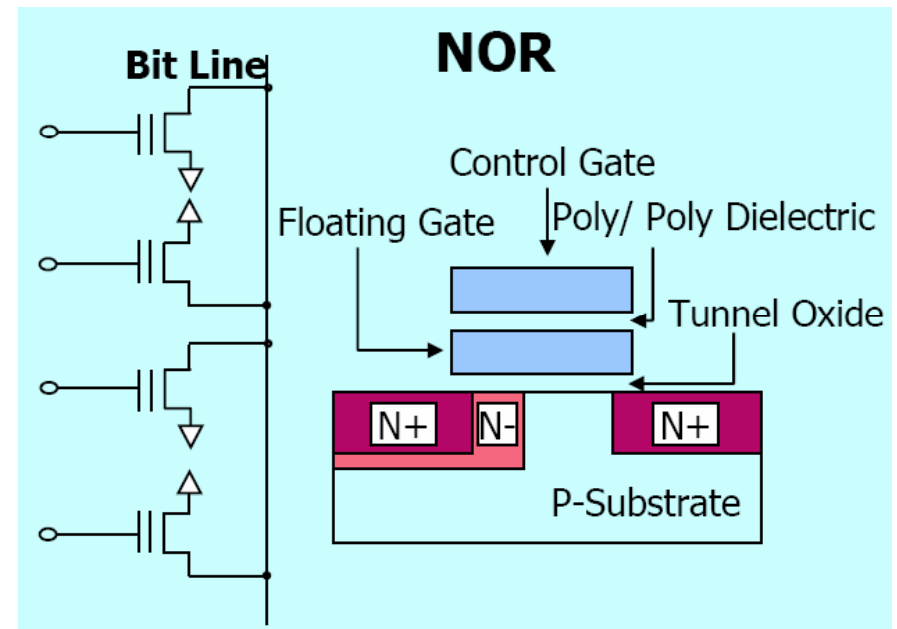 NOR
Bit Line
Control Gate
Floating Gate
Poly/ Poly Dielectric
Tunnel Oxide
N+
N-
N+
P-Substrate